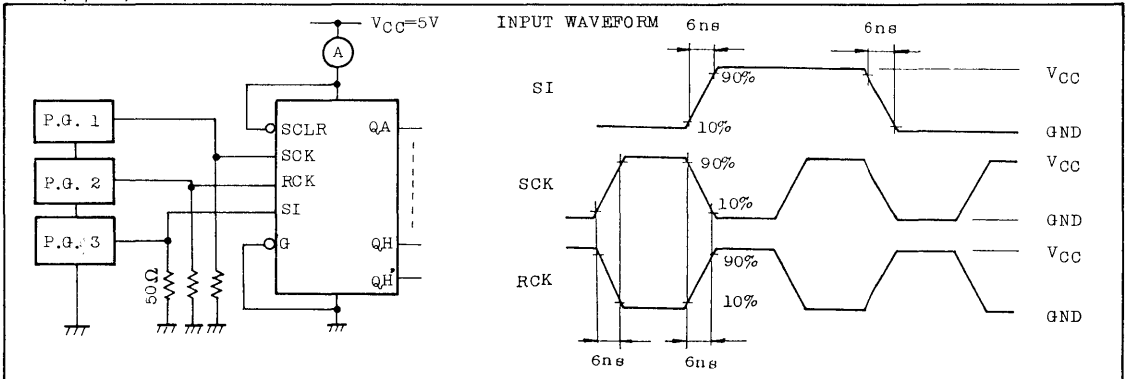 VCC=5V
A
P.G. 1
P.G. 2
P.G. 3
50Ω
SCLR
SCK
RCK
SI
G
QA
QH
QH'
INPUT WAVEFORM
6ns
6ns
SI
90%
10%
VCC
GND
SCK
90%
10%
VCC
GND
RCK
90%
10%
VCC
GND
6ns
6ns